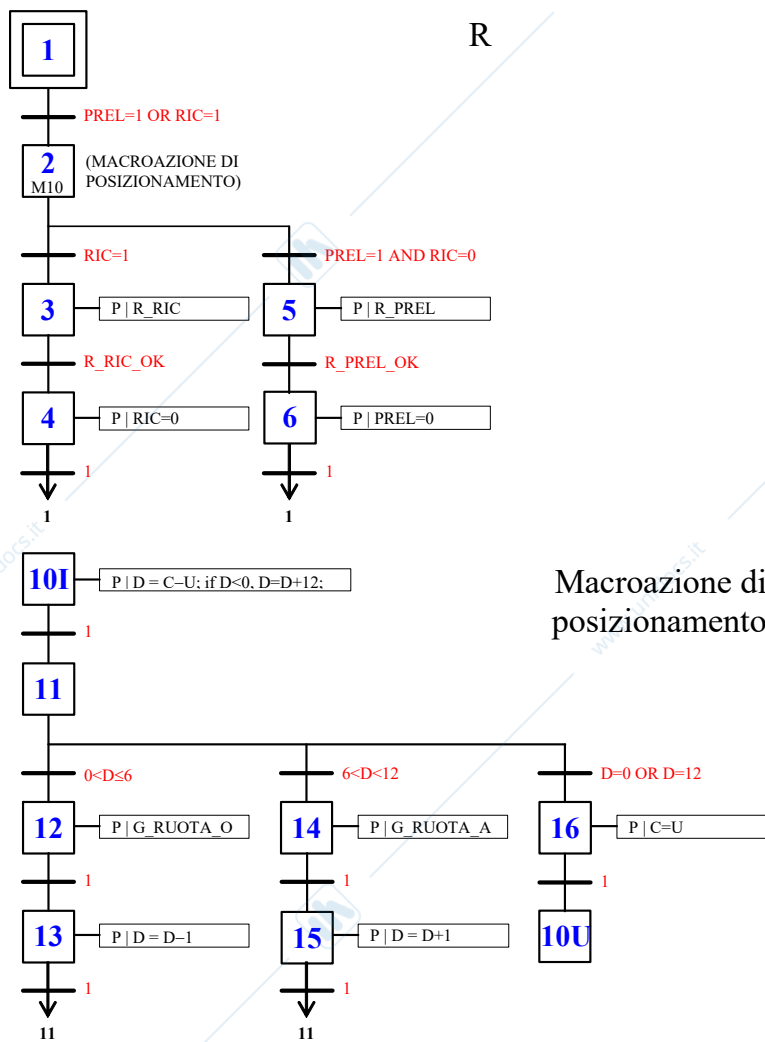 R
1
PREL=1 OR RIC=1
2
M10
(MACROAZIONE DI
POSIZIONAMENTO)
RIC=1
PREL=1 AND RIC=0
3
P | R_RIC
5
P | R_PREL
R_RIC_OK
R_PREL_OK
4
P | RIC=0
6
P | PREL=0
1
1
1
1
10I
P | D = C–U; if D<0, D=D+12;
Macroazione di
posizionamento
1
11
0<D≤6
6<D<12
D=0 OR D=12
12
P | G_RUOTA_O
14
P | G_RUOTA_A
16
P | C=U
1
1
1
13
P | D = D–1
15
P | D = D+1
10U
1
1
11
11